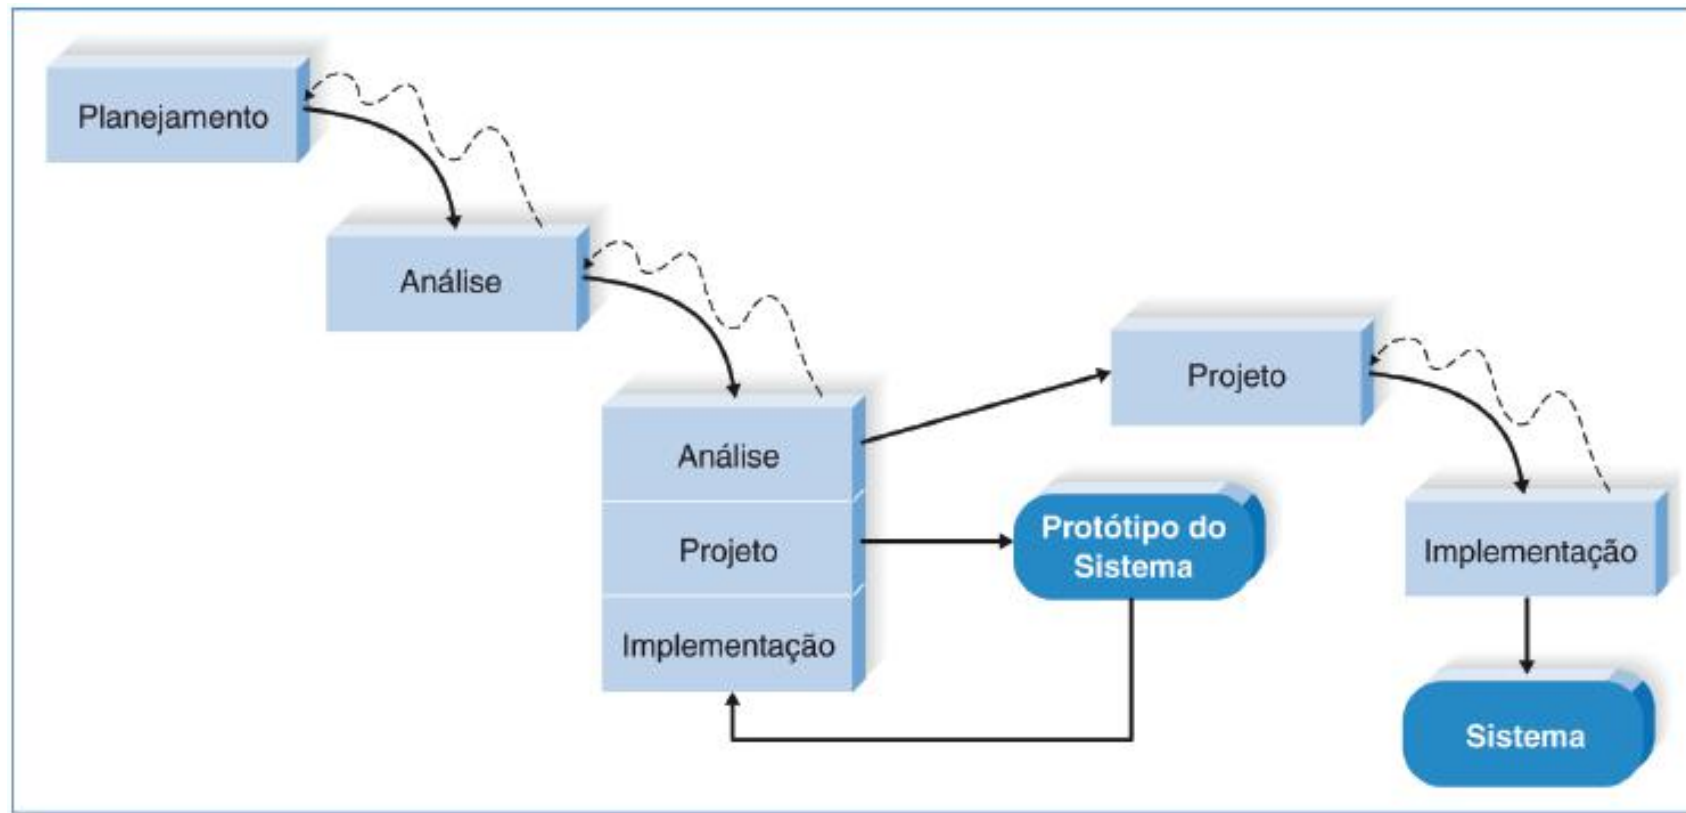 Planejamento
Análise
Análise
Projeto
Implementação
Protótipo do
Sistema
Projeto
Implementação
Sistema